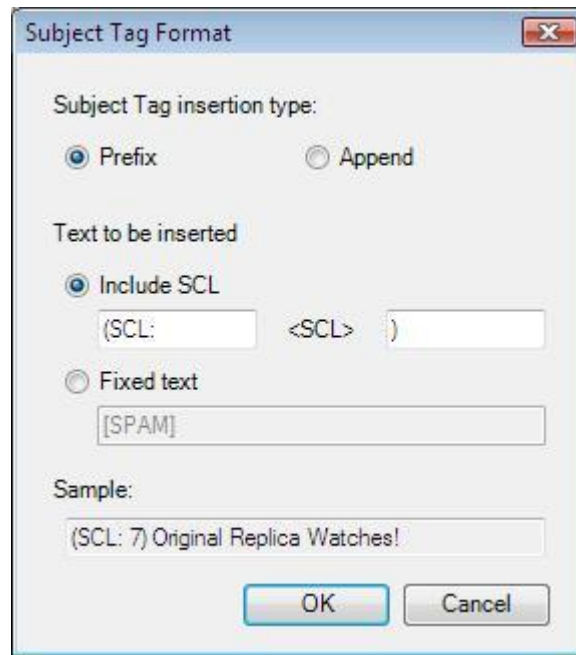 Subject Tag Format
Subject Tag insertion type:
Prefix Append
Text to be inserted
Include SCL
(SCL: <SCL> )
Fixed text
[SPAM]
Sample:
(SCL: 7) Original Replica Watches!
OK Cancel